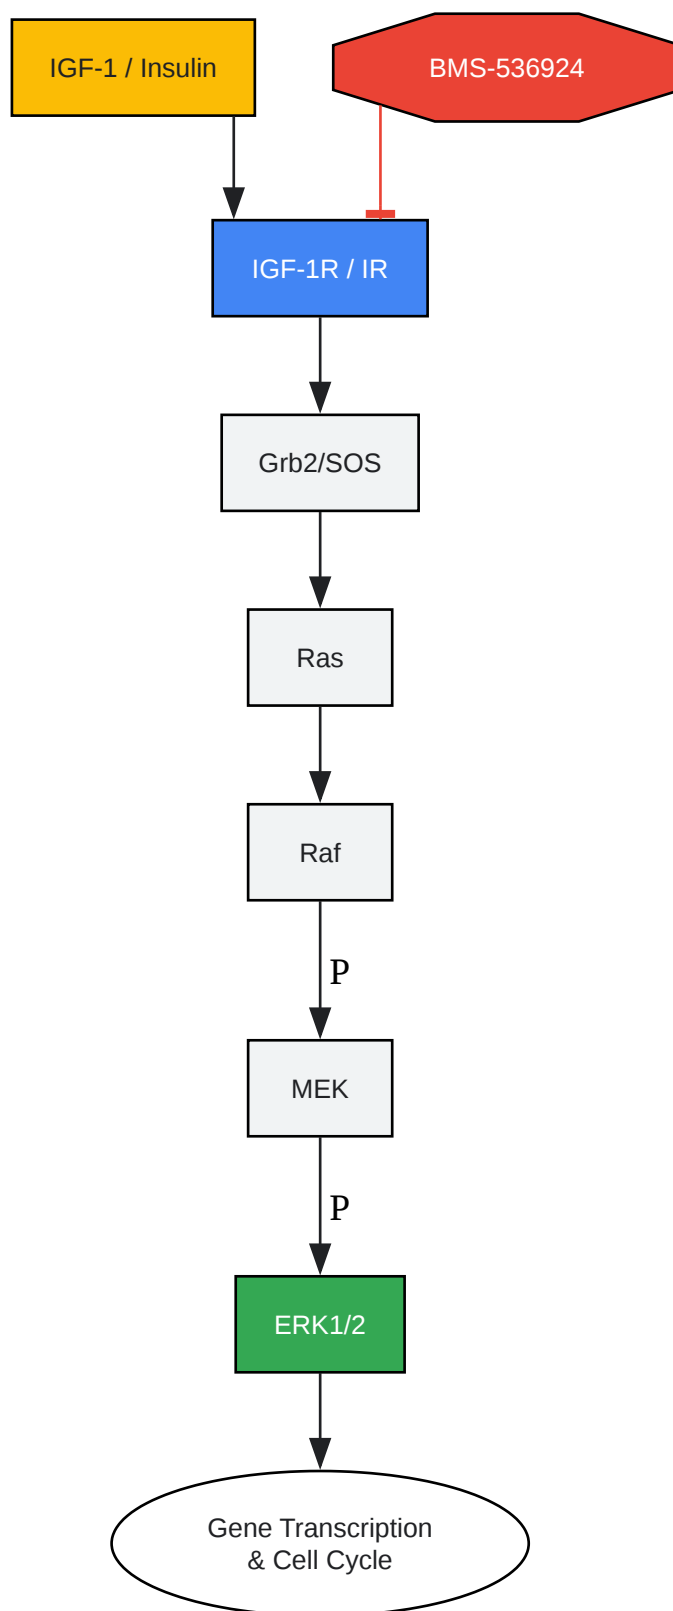 IGF-1 / Insulin
BMS-536924
IGF-1R / IR
Grb2/SOS
Ras
Raf
P
MEK
P
ERK1/2
Gene Transcription
& Cell Cycle